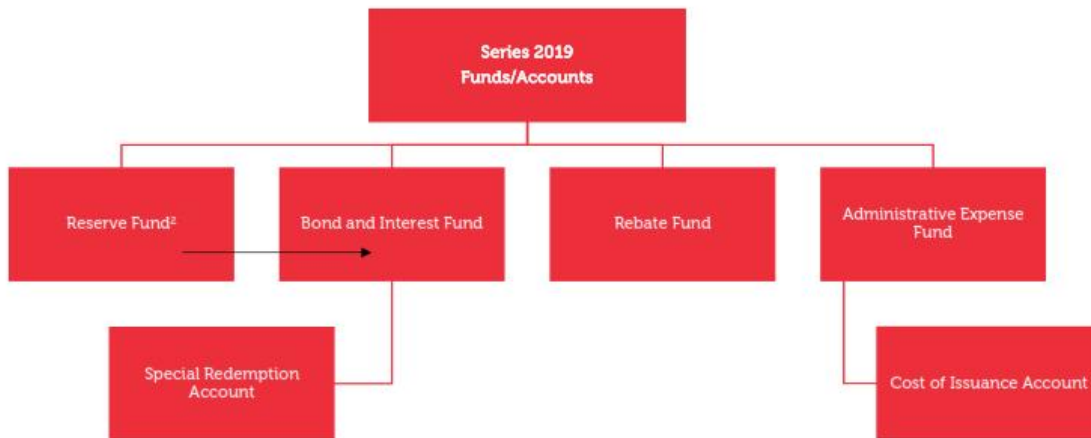 Series 2019
Funds/Accounts
Reserve Fund²
Bond and Interest Fund
Rebate Fund
Administrative Expense
Fund
Special Redemption
Account
Cost of Issuance Account